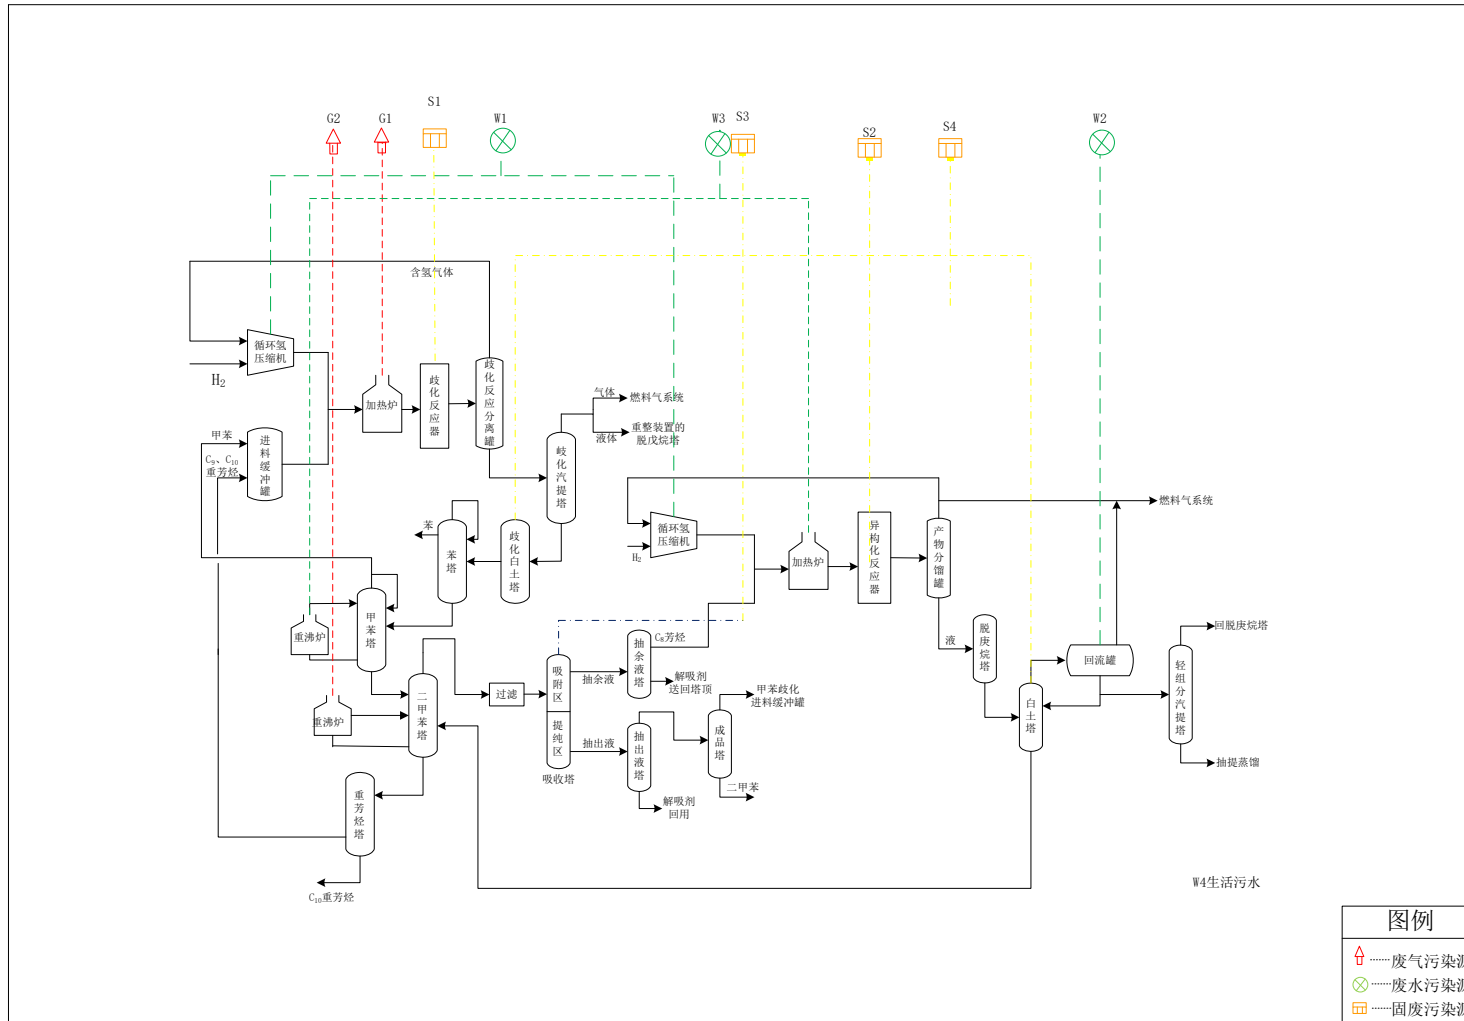 S1
G2
G1
W1
W3
S3
S2
S4
W2
含氢气体
循环氢
压缩机
H₂
加热炉
歧化反应器
歧化反应分离罐
气体
燃料气系统
液体
重整装置的
脱戊烷塔
甲苯
进料缓冲罐
C₉、C₁₀
重芳烃
歧化汽提塔
燃料气系统
苯
苯塔
歧化白土塔
循环氢
压缩机
H₂
加热炉
异构化反应器
产物分馏罐
甲苯塔
重沸炉
C₈芳烃
抽余液塔
液
脱庚烷塔
回脱庚烷塔
回流罐
轻组分汽提塔
二甲苯塔
过滤
吸附区
抽余液
解吸剂
送回塔顶
甲苯歧化
进料缓冲罐
白土塔
重沸炉
提纯区
抽出液
抽出液塔
成品塔
抽提蒸馏
吸收塔
二甲苯
解吸剂
回用
重芳烃塔
C₁₀重芳烃
W4生活污水
图例
废气污染源
废水污染源
固废污染源